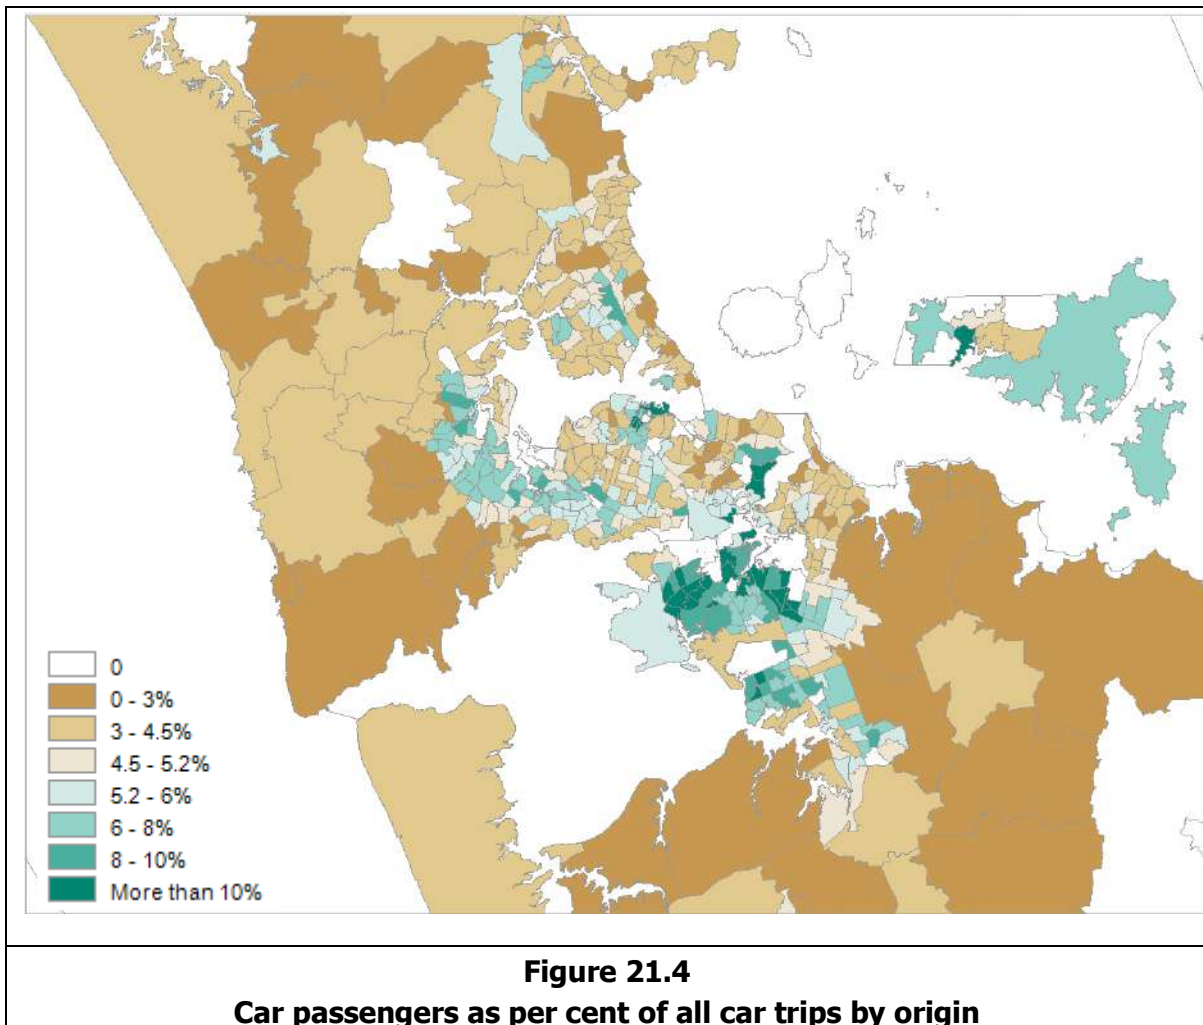 0
0 - 3%
3 - 4.5%
4.5 - 5.2%
5.2 - 6%
6 - 8%
8 - 10%
More than 10%
Figure 21.4
Car passengers as per cent of all car trips by origin